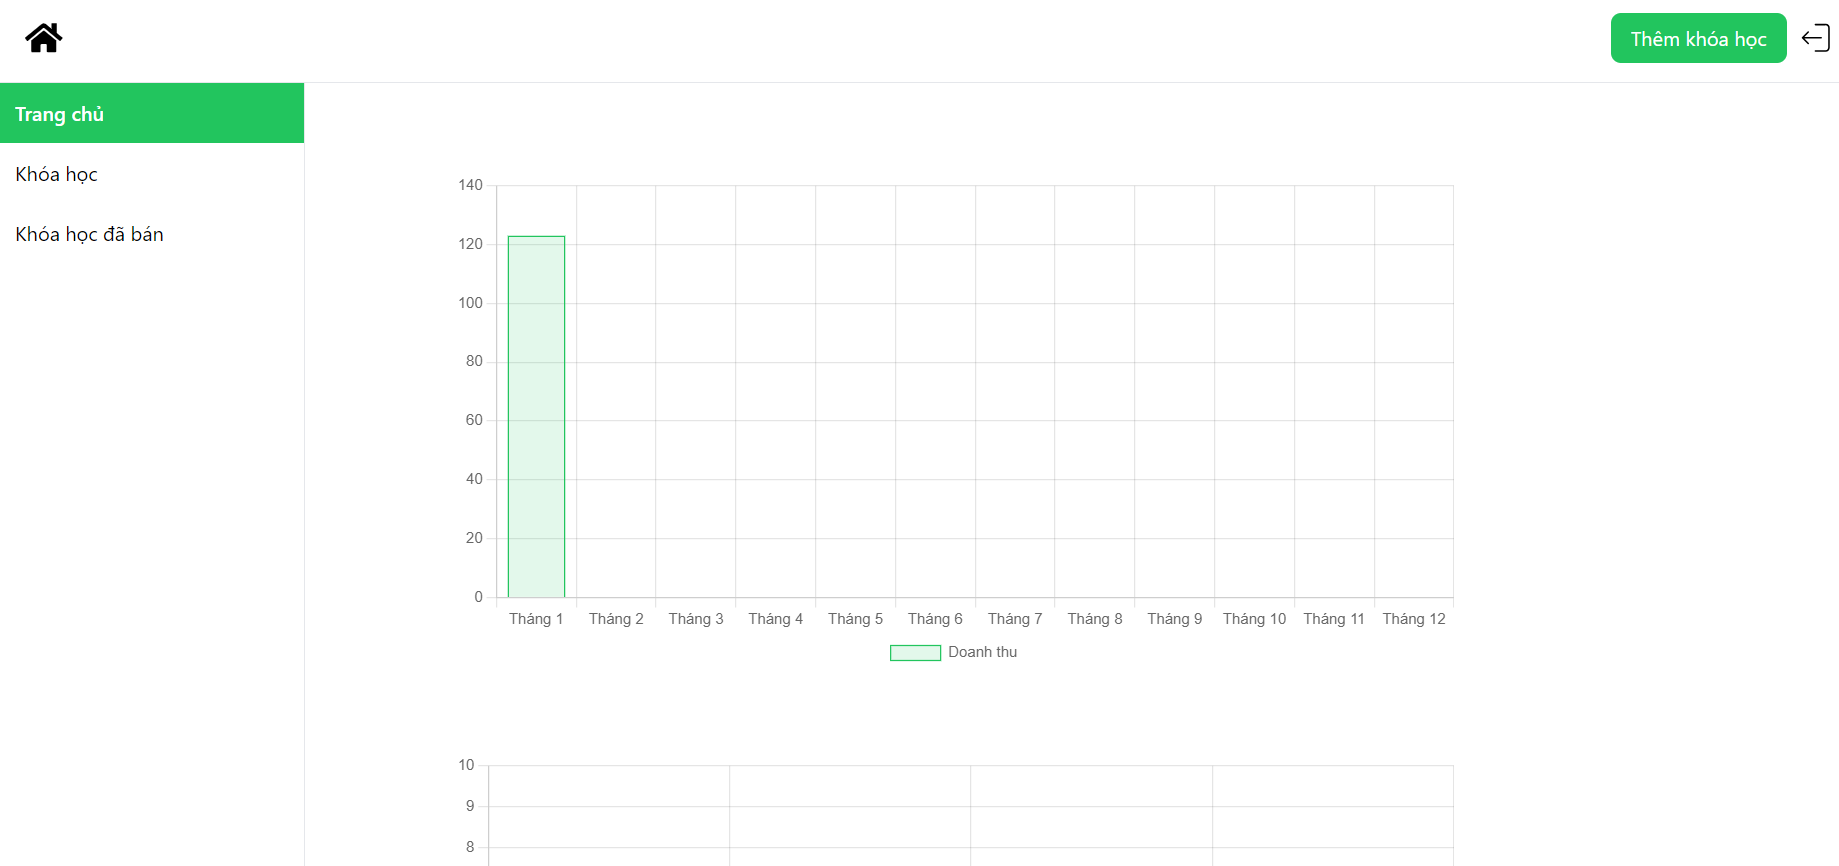 Thêm khóa học
Trang chủ
Khóa học
Khóa học đã bán
140
120
100
80
60
40
20
0
Tháng 1 Tháng 2 Tháng 3 Tháng 4 Tháng 5 Tháng 6 Tháng 7 Tháng 8 Tháng 9 Tháng 10 Tháng 11 Tháng 12
Doanh thu
10
9
8